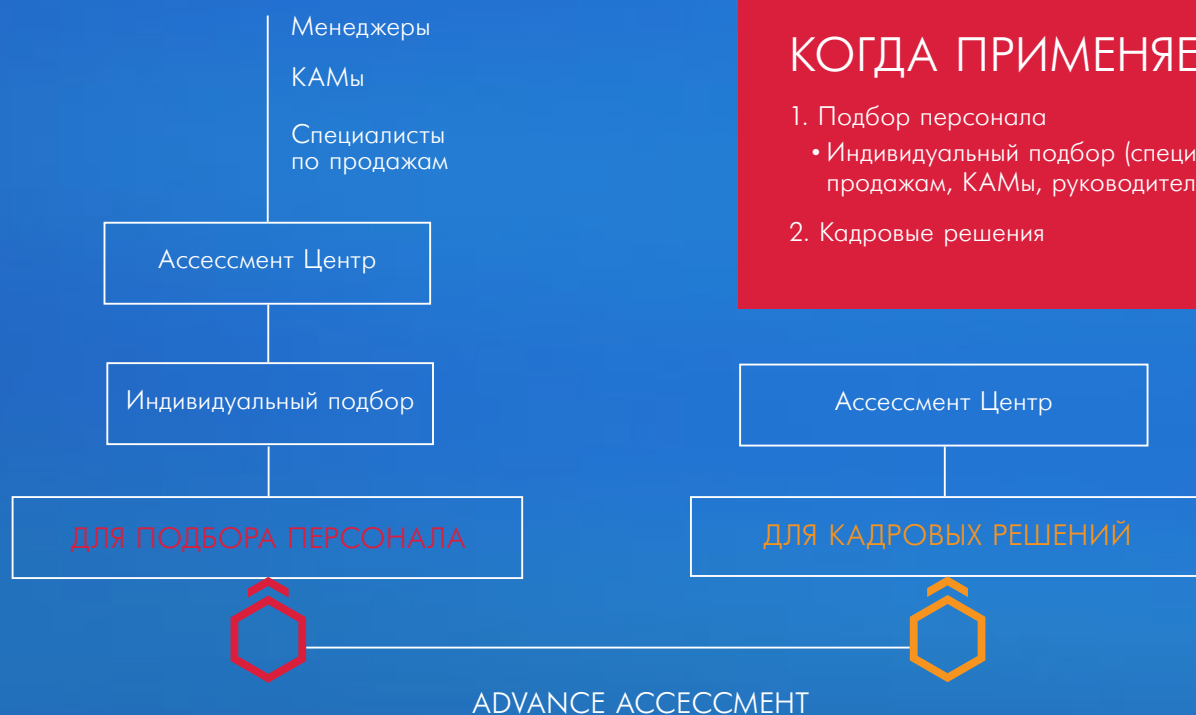 Менеджеры
КАМы
Специалисты
по продажам
Ассессмент Центр
Индивидуальный подбор
ДЛЯ ПОДБОРА ПЕРСОНАЛА
КОГДА ПРИМЕНЯЕ
1. Подбор персонала
• Индивидуальный подбор (специ
продажам, КАМы, руководител
2. Кадровые решения
Ассессмент Центр
ДЛЯ КАДРОВЫХ РЕШЕНИЙ
ADVANCE АССЕССМЕНТ